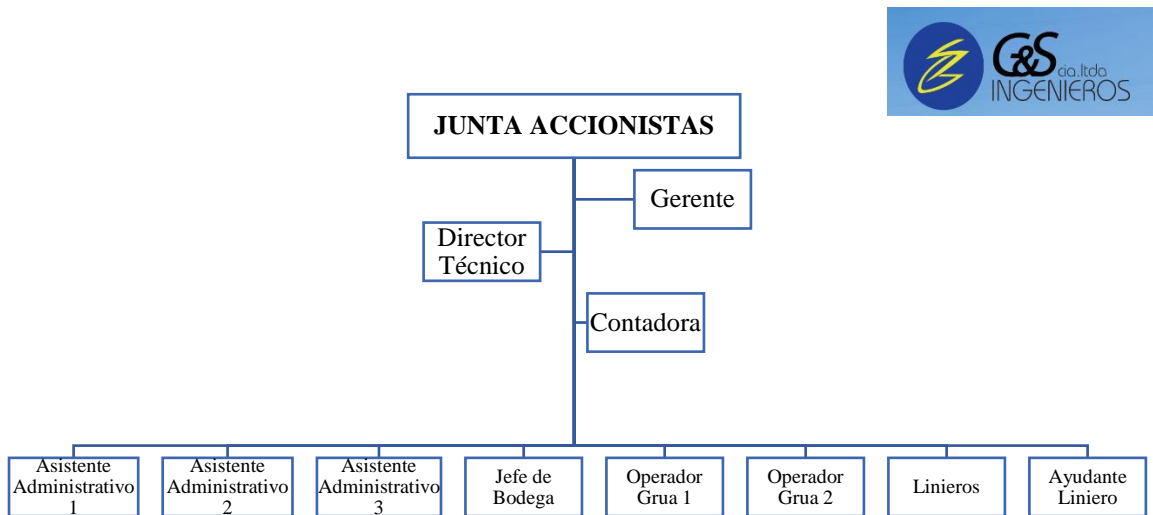 G&S
cia.ltda
INGENIEROS
JUNTA ACCIONISTAS
Gerente
Director
Técnico
Contadora
Asistente
Administrativo
1
Asistente
Administrativo
2
Asistente
Administrativo
3
Jefe de
Bodega
Operador
Grua 1
Operador
Grua 2
Linieros
Ayudante
Liniero